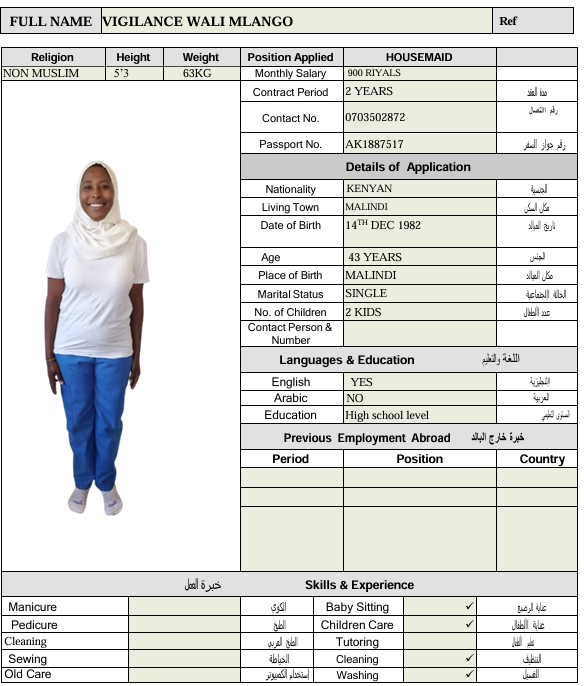 FULL NAME VIGILANCE WALI MLANGO Ref
Religion Height Weight Position Applied HOUSEMAID
NON MUSLIM 5'3 63KG Monthly Salary 900 RIYALS
Contract Period 2 YEARS مدة العقد
Contact No. 0703502872 رقم الاتصال
Passport No. AK1887517 رقم جواز السفر
Details of Application
Nationality KENYAN الجنسية
Living Town MALINDI مكان السكن
Date of Birth 14TH DEC 1982 تاريخ الميلاد
Age 43 YEARS الجنس
Place of Birth MALINDI مكان الميلاد
Marital Status SINGLE الحالة الاجتماعية
No. of Children 2 KIDS عدد الأطفال
Contact Person &
Number
Languages & Education اللغة والتعليم
English YES الإنجليزية
Arabic NO العربية
Education High school level المستوى التعليمي
Previous Employment Abroad خبرة خارج البلاد
Period Position Country
خبرة العمل Skills & Experience
Manicure الكوي Baby Sitting ✓ عناية الرضيع
Pedicure الطبخ Children Care ✓ عناية الأطفال
Cleaning الطبخ العربي Tutoring تعليم الأطفال
Sewing الخياطة Cleaning ✓ التنظيف
Old Care إستخدام الكمبيوتر Washing ✓ الغسيل